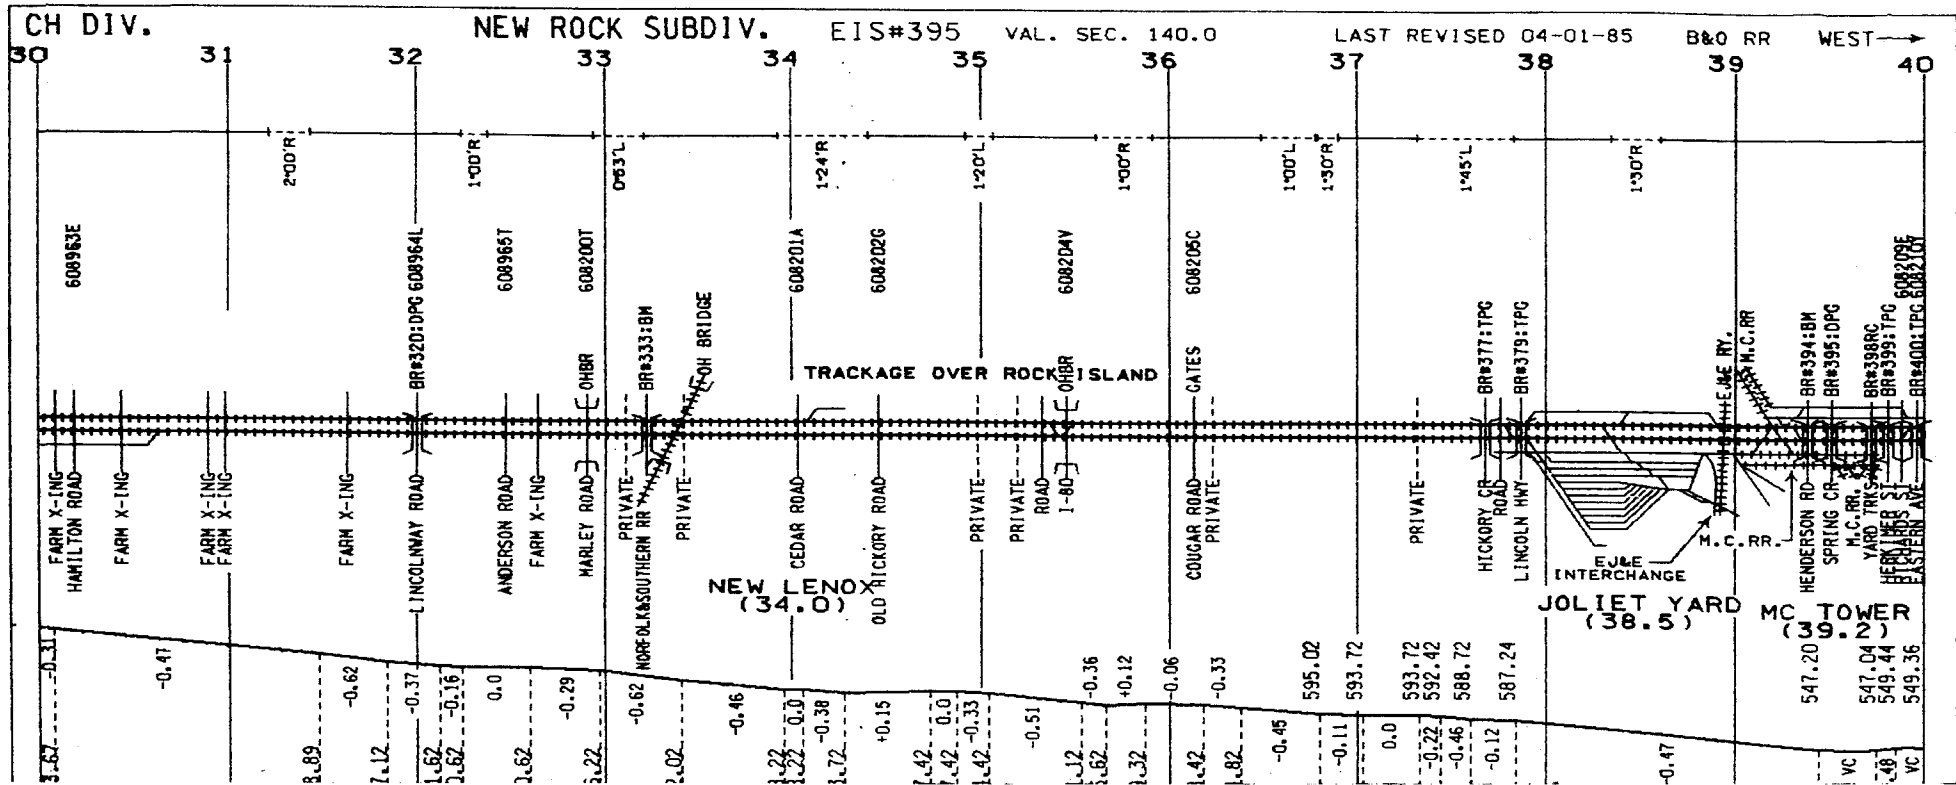 CH DIV. NEW ROCK SUBDIV. EIS#395 VAL. SEC. 140.0 LAST REVISED 04-01-85 B&O RR WEST
30 31 32 33 34 35 36 37 38 39 40
2°00'R 1°00'R 0°53'L 1°24'R 1°20'L 1°00'R 1°00'L 1°30'R 1°45'L 1°30'R
608963E
608964L
608965T
608200T
608201A
608202G
608204V
608205C
608209E
608210Y
BR#320:DPG
OHBR
BR#333:BM
OH BRIDGE
TRACKAGE OVER ROCK ISLAND
OHBR
GATES
BR#377:TPG
BR#379:TPG
EJ&E RY.
M.C.RR
BR#394:BM
BR#395:DPG
BR#398RC
BR#399:TPG
BR#400:TPG
FARM X-ING
HAMILTON ROAD
FARM X-ING
FARM X-ING
FARM X-ING
FARM X-ING
LINCOLNWAY ROAD
ANDERSON ROAD
FARM X-ING
MARLEY ROAD
PRIVATE
NORFOLK&SOUTHERN RR
PRIVATE
CEDAR ROAD
OLD HICKORY ROAD
PRIVATE
PRIVATE
ROAD
I-80
COUGAR ROAD
PRIVATE
PRIVATE
HICKORY CR
ROAD
LINCOLN HWY
EJ&E
INTERCHANGE
M.C.RR.
HENDERSON RD
SPRING CR
M.C.RR.
YARD TRKS
HERKIMER ST
RICHARDS ST
EASTERN AVE
NEW LENOX
(34.0)
JOLIET YARD
(38.5)
MC TOWER
(39.2)
-0.31 -0.47 -0.62 -0.37 -0.16 0.0 -0.29 -0.62 -0.46 0.0 -0.38 +0.15 0.0 -0.33 -0.51 -0.36 +0.12 -0.06 -0.33 -0.45 -0.11 0.0 -0.22 -0.46 -0.12 -0.47
595.02 593.72 593.72 592.42 588.72 587.24 547.20 547.04 549.44 549.36
VC VC